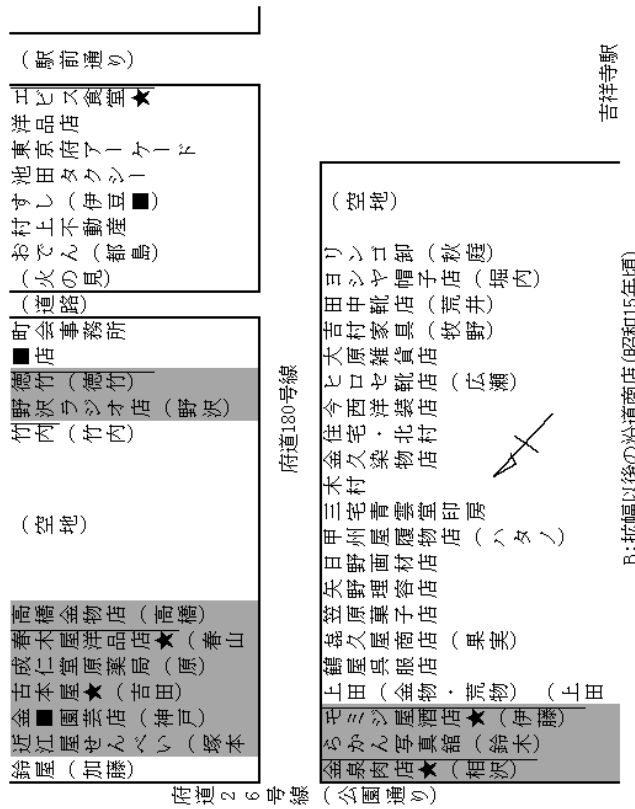 (駅前通り)
エビス食堂★
洋品店
東京府アーケード
池田タクシー
すし(伊豆■)
村上不動産
おでん(都島)
(火の見)
(道路)
町会事務所
■店
徳竹(徳竹)
野沢ラジオ店(野沢)
竹内(竹内)
(空地)
高橋金物店(高橋)
春木屋洋品店★(春山
成仁堂原薬局(原)
古本屋★(吉田)
金■園芸店(神戸)
近江屋せんべい(塚本
鈴屋(加藤)
府道26号線(公園通り)
府道180号線
吉祥寺駅
(空地)
リンゴ卸(秋庭)
ヨシヤ帽子店(堀内)
田中靴店(荒井)
吉村家具(牧野)
大原雑貨店
ヒロセ靴店(広瀬)
今西洋装店
住宅・北村
金久染物店
木村
三宅青雲堂印房
甲州屋履物店(ハタノ)
日野画材店
矢野理容店
笠原菓子店
㐂久屋商店(果実)
鶴屋呉服店
上田(金物・荒物) (上田
モミジ屋酒店★(伊藤)
らかん写真館(鈴木)
金泉肉店★(相沢)
B:拡幅以後の沿道商店(昭和15年頃)